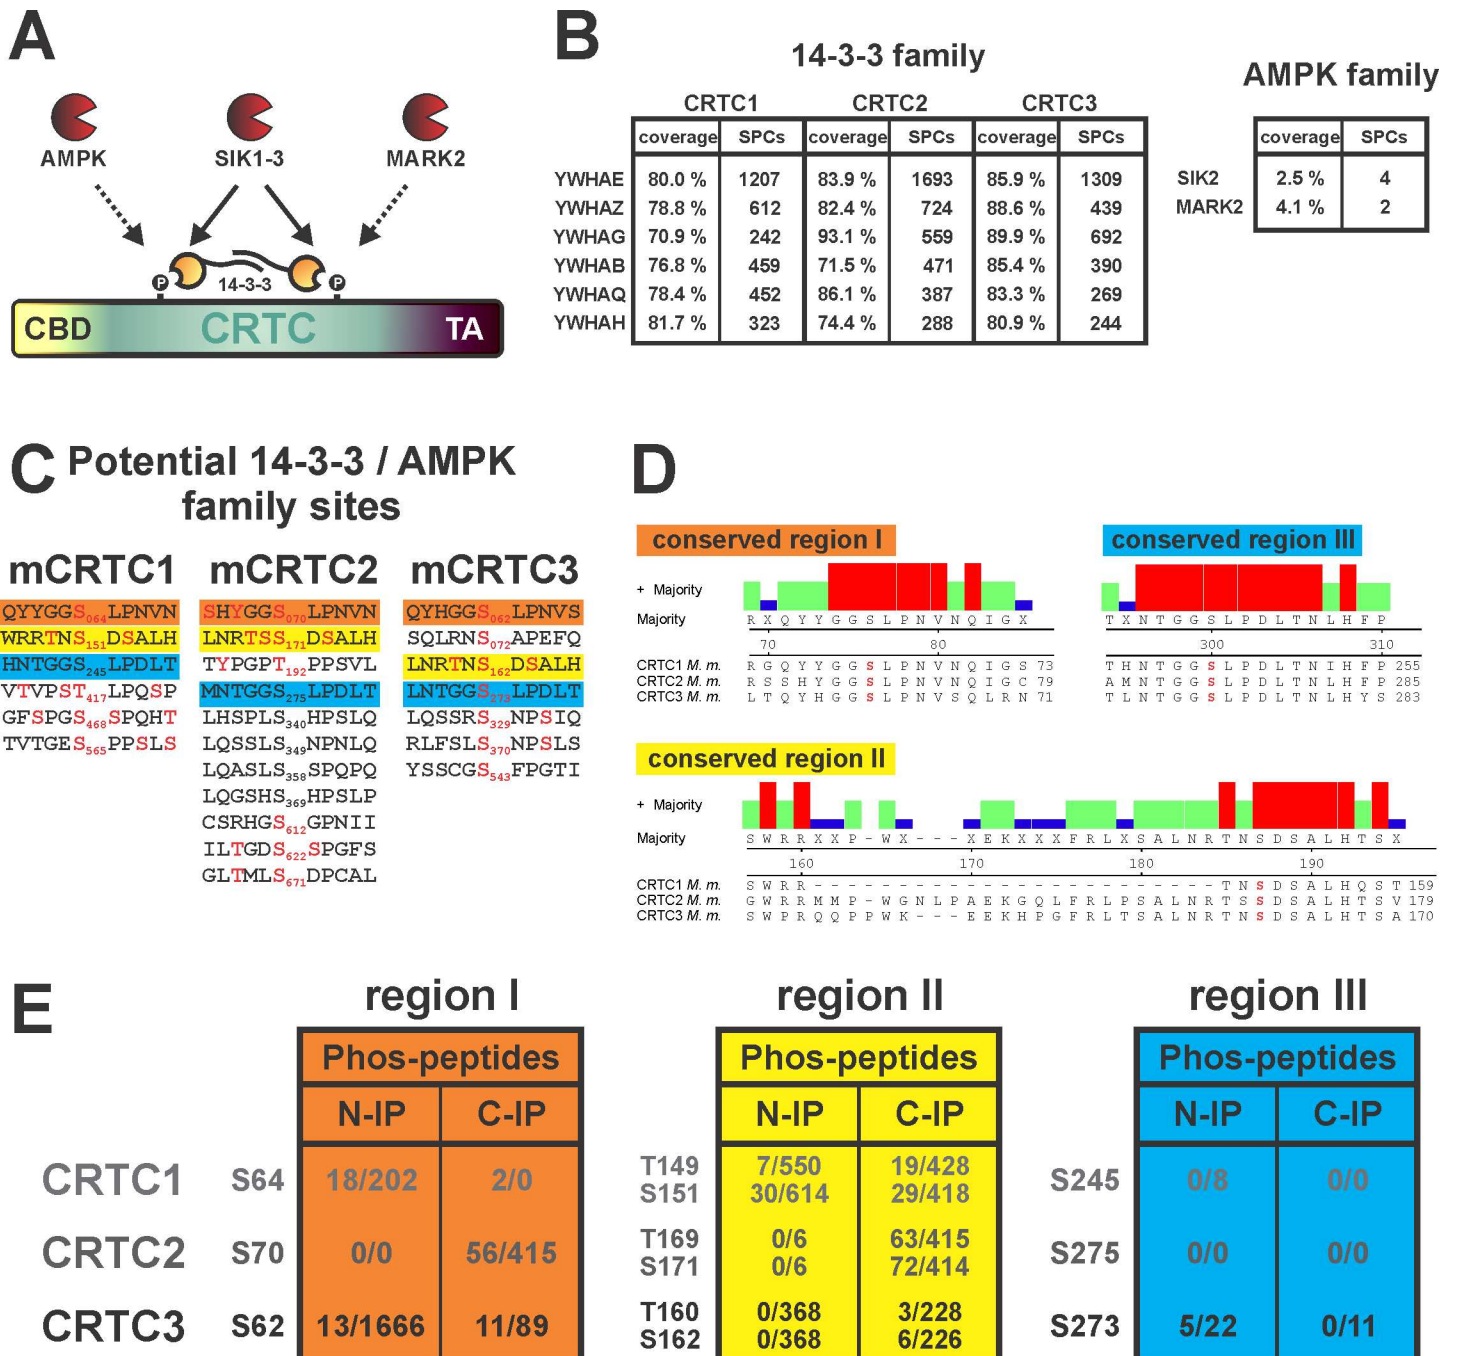 A
AMPK
SIK1-3
MARK2
P
14-3-3
P
CBD
CRTC
TA
B
14-3-3 family
CRTC1 CRTC2 CRTC3
coverage SPCs coverage SPCs coverage SPCs
YWHAE 80.0 % 1207 83.9 % 1693 85.9 % 1309
YWHAZ 78.8 % 612 82.4 % 724 88.6 % 439
YWHAG 70.9 % 242 93.1 % 559 89.9 % 692
YWHAB 76.8 % 459 71.5 % 471 85.4 % 390
YWHAQ 78.4 % 452 86.1 % 387 83.3 % 269
YWHAH 81.7 % 323 74.4 % 288 80.9 % 244
AMPK family
coverage SPCs
SIK2 2.5 % 4
MARK2 4.1 % 2
C
Potential 14-3-3 / AMPK
family sites
mCRTC1
QYYGGS064LPNVN
WRRTNS151DSALH
HNTGGS245LPDLT
VTVPST417LPQSP
GFSPGS468SPQHT
TVTGES565PPSLS
mCRTC2
SHYGGS070LPNVN
LNRTSS171DSALH
TYPGPT192PPSVL
MNTGGS275LPDLT
LHSPLS340HPSLQ
LQSSLS349NPNLQ
LQASLS358SPQPQ
LQGSHS369HPSLP
CSRHGS612GPNII
ILTGDS622SPGFS
GLTMLS671DPCAL
mCRTC3
QYHGGS062LPNVS
SQLRNS072APEFQ
LNRTNS162DSALH
LNTGGS273LPDLT
LQSSRS329NPSIQ
RLFSLS370NPSLS
YSSCGS543FPGTI
D
conserved region I
+ Majority
Majority R X Q Y Y G G S L P N V N Q I G X
70 80
CRTC1 M. m. R G Q Y Y G G S L P N V N Q I G S 73
CRTC2 M. m. R S S H Y G G S L P N V N Q I G C 79
CRTC3 M. m. L T Q Y H G G S L P N V S Q L R N 71
conserved region III
T X N T G G S L P D L T N L H F P
300 310
T H N T G G S L P D L T N I H F P 255
A M N T G G S L P D L T N L H F P 285
T L N T G G S L P D L T N L H Y S 283
conserved region II
+ Majority
Majority S W R R X X P - W X - - - X E K X X X F R L X S A L N R T N S D S A L H T S X
160 170 180 190
CRTC1 M. m. S W R R - - - - - - - - - - - - - - - - - - - - - - - - T N S D S A L H Q S T 159
CRTC2 M. m. G W R R M M P - W G N L P A E K G Q L F R L P S A L N R T S S D S A L H T S V 179
CRTC3 M. m. S W P R Q Q P P W K - - - E E K H P G F R L T S A L N R T N S D S A L H T S A 170
E
region I
Phos-peptides
N-IP C-IP
CRTC1 S64 18/202 2/0
CRTC2 S70 0/0 56/415
CRTC3 S62 13/1666 11/89
region II
Phos-peptides
N-IP C-IP
T149 7/550 19/428
S151 30/614 29/418
T169 0/6 63/415
S171 0/6 72/414
T160 0/368 3/228
S162 0/368 6/226
region III
Phos-peptides
N-IP C-IP
S245 0/8 0/0
S275 0/0 0/0
S273 5/22 0/11